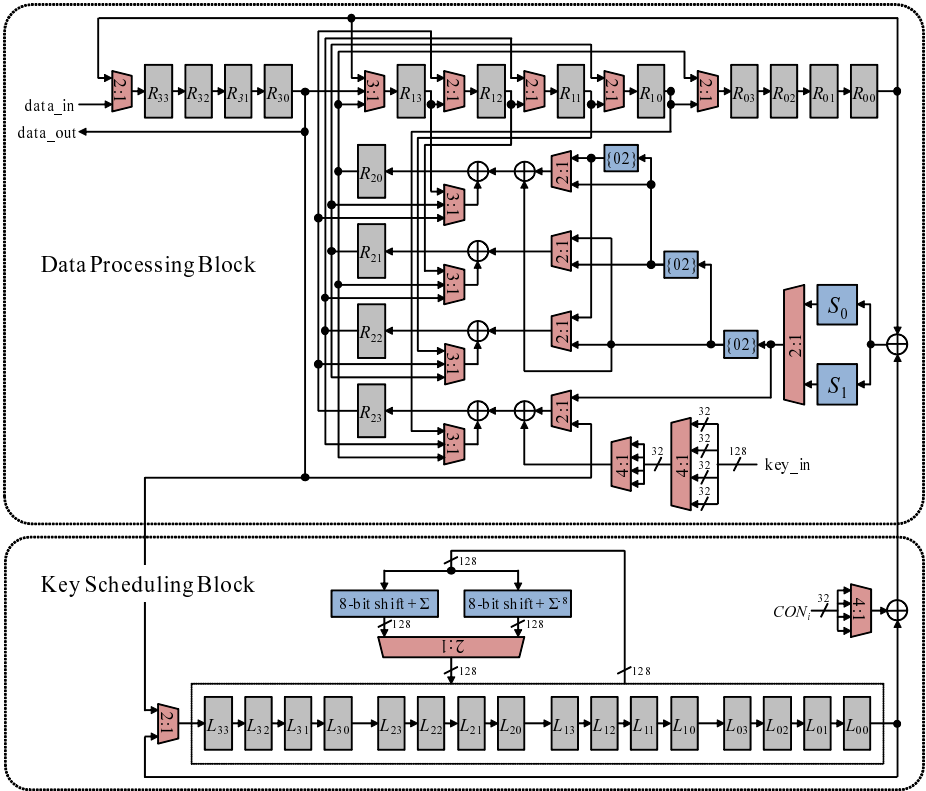 data_in
data_out
2:1
R33
R32
R31
R30
3:1
R13
2:1
R12
2:1
R11
2:1
R10
2:1
R03
R02
R01
R00
R20
3:1
2:1
{02}
R21
3:1
2:1
{02}
Data Processing Block
R22
3:1
2:1
{02}
2:1
S0
S1
R23
3:1
2:1
4:1
32
4:1
32
32
32
32
128
key_in
Key Scheduling Block
128
8-bit shift + Σ
8-bit shift + Σ-8
128
128
2:1
128
128
CONi
32
4:1
2:1
L33
L32
L31
L30
L23
L22
L21
L20
L13
L12
L11
L10
L03
L02
L01
L00